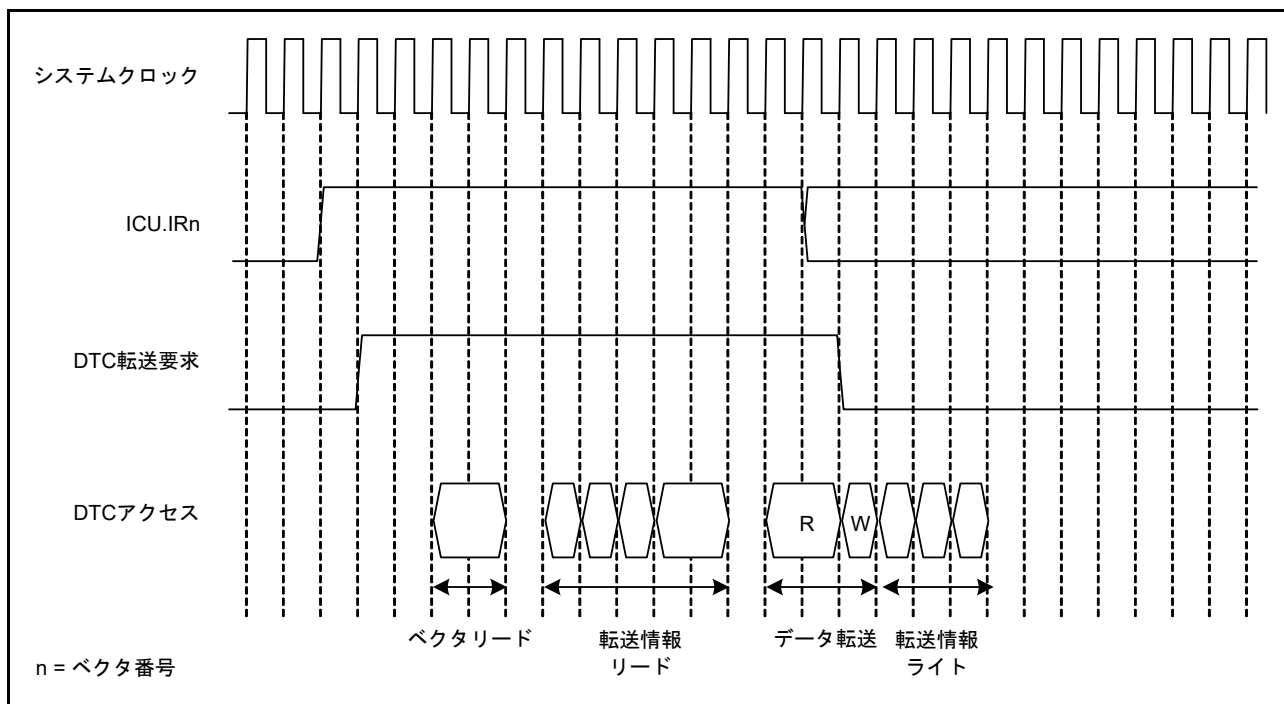 システムクロック
ICU.IRn
DTC転送要求
DTCアクセス
R
W
ベクタリード
転送情報
リード
データ転送
転送情報
ライト
n = ベクタ番号